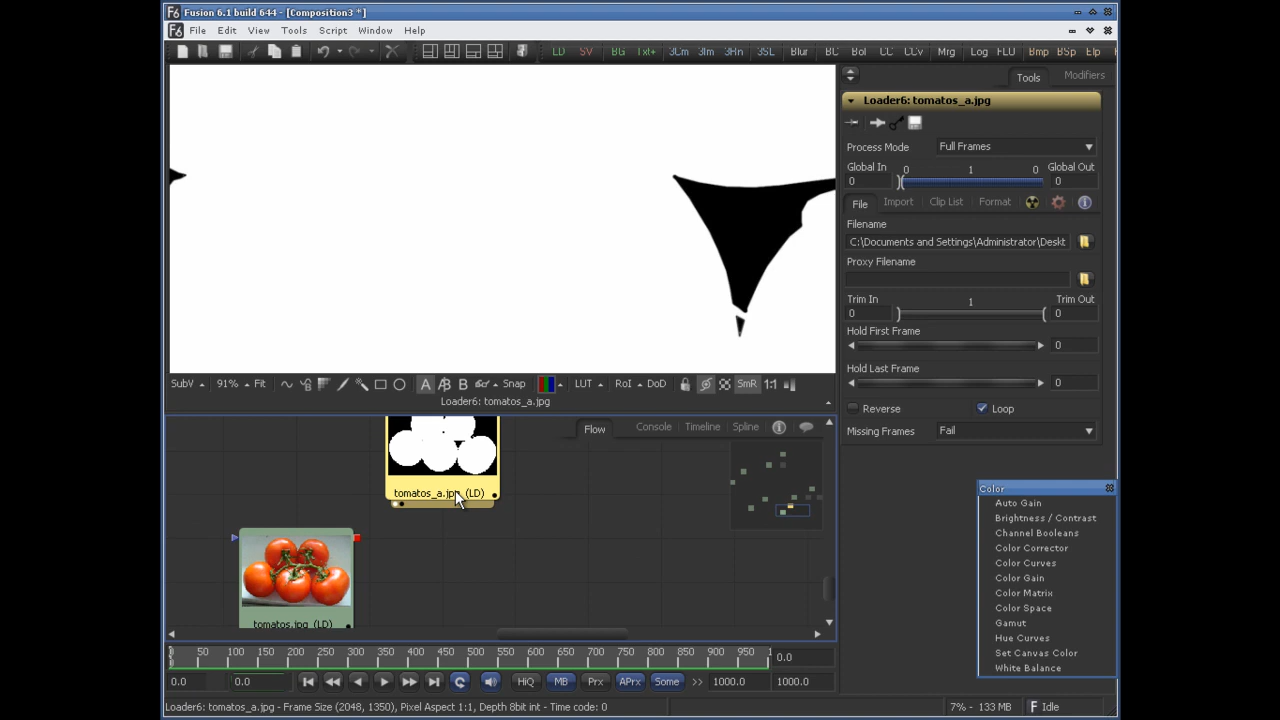 Fusion 6.1 build 644 - [Composition3 *]
File Edit View Tools Script Window Help
LD SV BG Txt+ 3Cm 3Im 3Rn 3SL Blur BC Bol CC CCv Mrg Log FLU Bmp BSp Elp
Tools Modifiers
Loader6: tomatos_a.jpg
Process Mode Full Frames
Global In 0 1 0 Global Out
0 0
File Import Clip List Format
Filename
C:\Documents and Settings\Administrator\Deskt
Proxy Filename
Trim In 1 Trim Out
0 0
Hold First Frame
0
Hold Last Frame
0
Reverse Loop
Missing Frames Fail
SubV 91% Fit A B Snap LUT RoI DoD SmR 1:1
Loader6: tomatos_a.jpg
Flow Console Timeline Spline
tomatos_a.jpg (LD)
tomatos.jpg (LD)
Color
Auto Gain
Brightness / Contrast
Channel Booleans
Color Corrector
Color Curves
Color Gain
Color Matrix
Color Space
Gamut
Hue Curves
Set Canvas Color
White Balance
50 100 150 200 250 300 350 400 450 500 550 600 650 700 750 800 850 900 950 0.0
0.0 0.0 HiQ MB Prx APrx Some 1000.0 1000.0
Loader6: tomatos_a.jpg - Frame Size (2048, 1350), Pixel Aspect 1:1, Depth 8bit int - Time code: 0 7% - 133 MB Idle